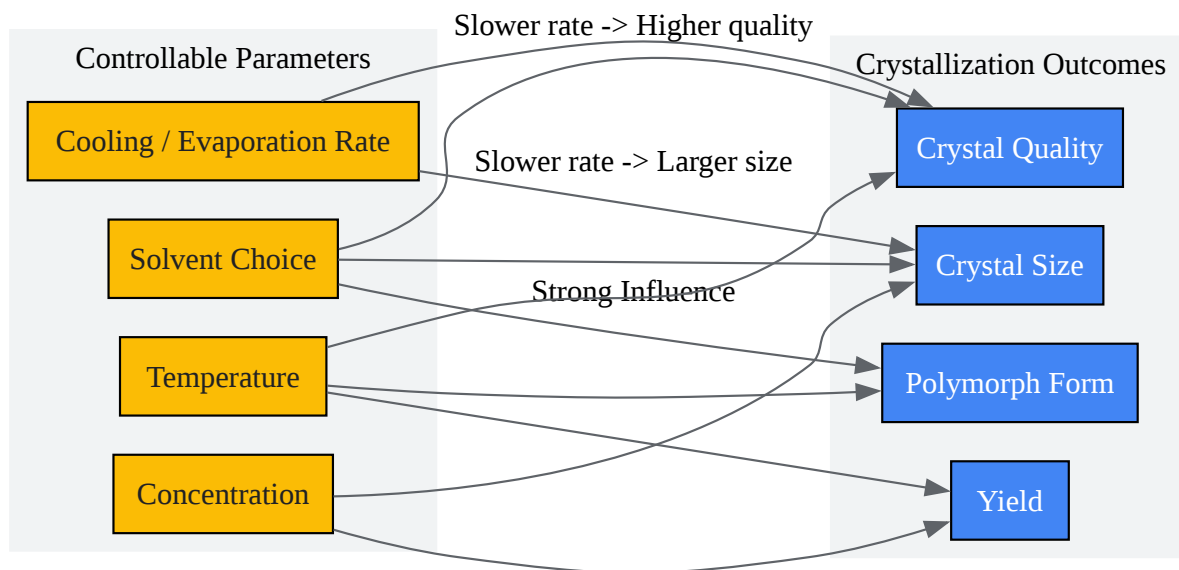 Slower rate -> Higher quality
Controllable Parameters
Crystallization Outcomes
Cooling / Evaporation Rate
Crystal Quality
Slower rate -> Larger size
Solvent Choice
Crystal Size
Strong Influence
Temperature
Polymorph Form
Concentration
Yield